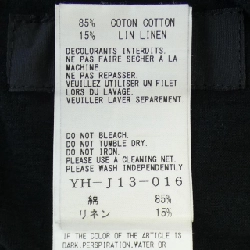 85% COTON COTTON
15% LIN LINEN
DECOLORANTS INTERDITS.
NE PAS FAIRE SECHER A LA
MACHINE.
NE PAS REPASSER.
VEUILLEZ UTILISER UN FILET
LORS DU LAVAGE.
VEUILLER LAVER SEPAREMENT.
DO NOT BLEACH.
DO NOT TUMBLE DRY.
DO NOT IRON.
PLEASE USE A CLEANING NET.
PLEASE WASH INDEPENDENTLY
YH-J13-016
綿 85%
リネン 15%
IF THE COLOR OF THE ARTICLE IS
DARK,PERSPIRATION,WATER OR